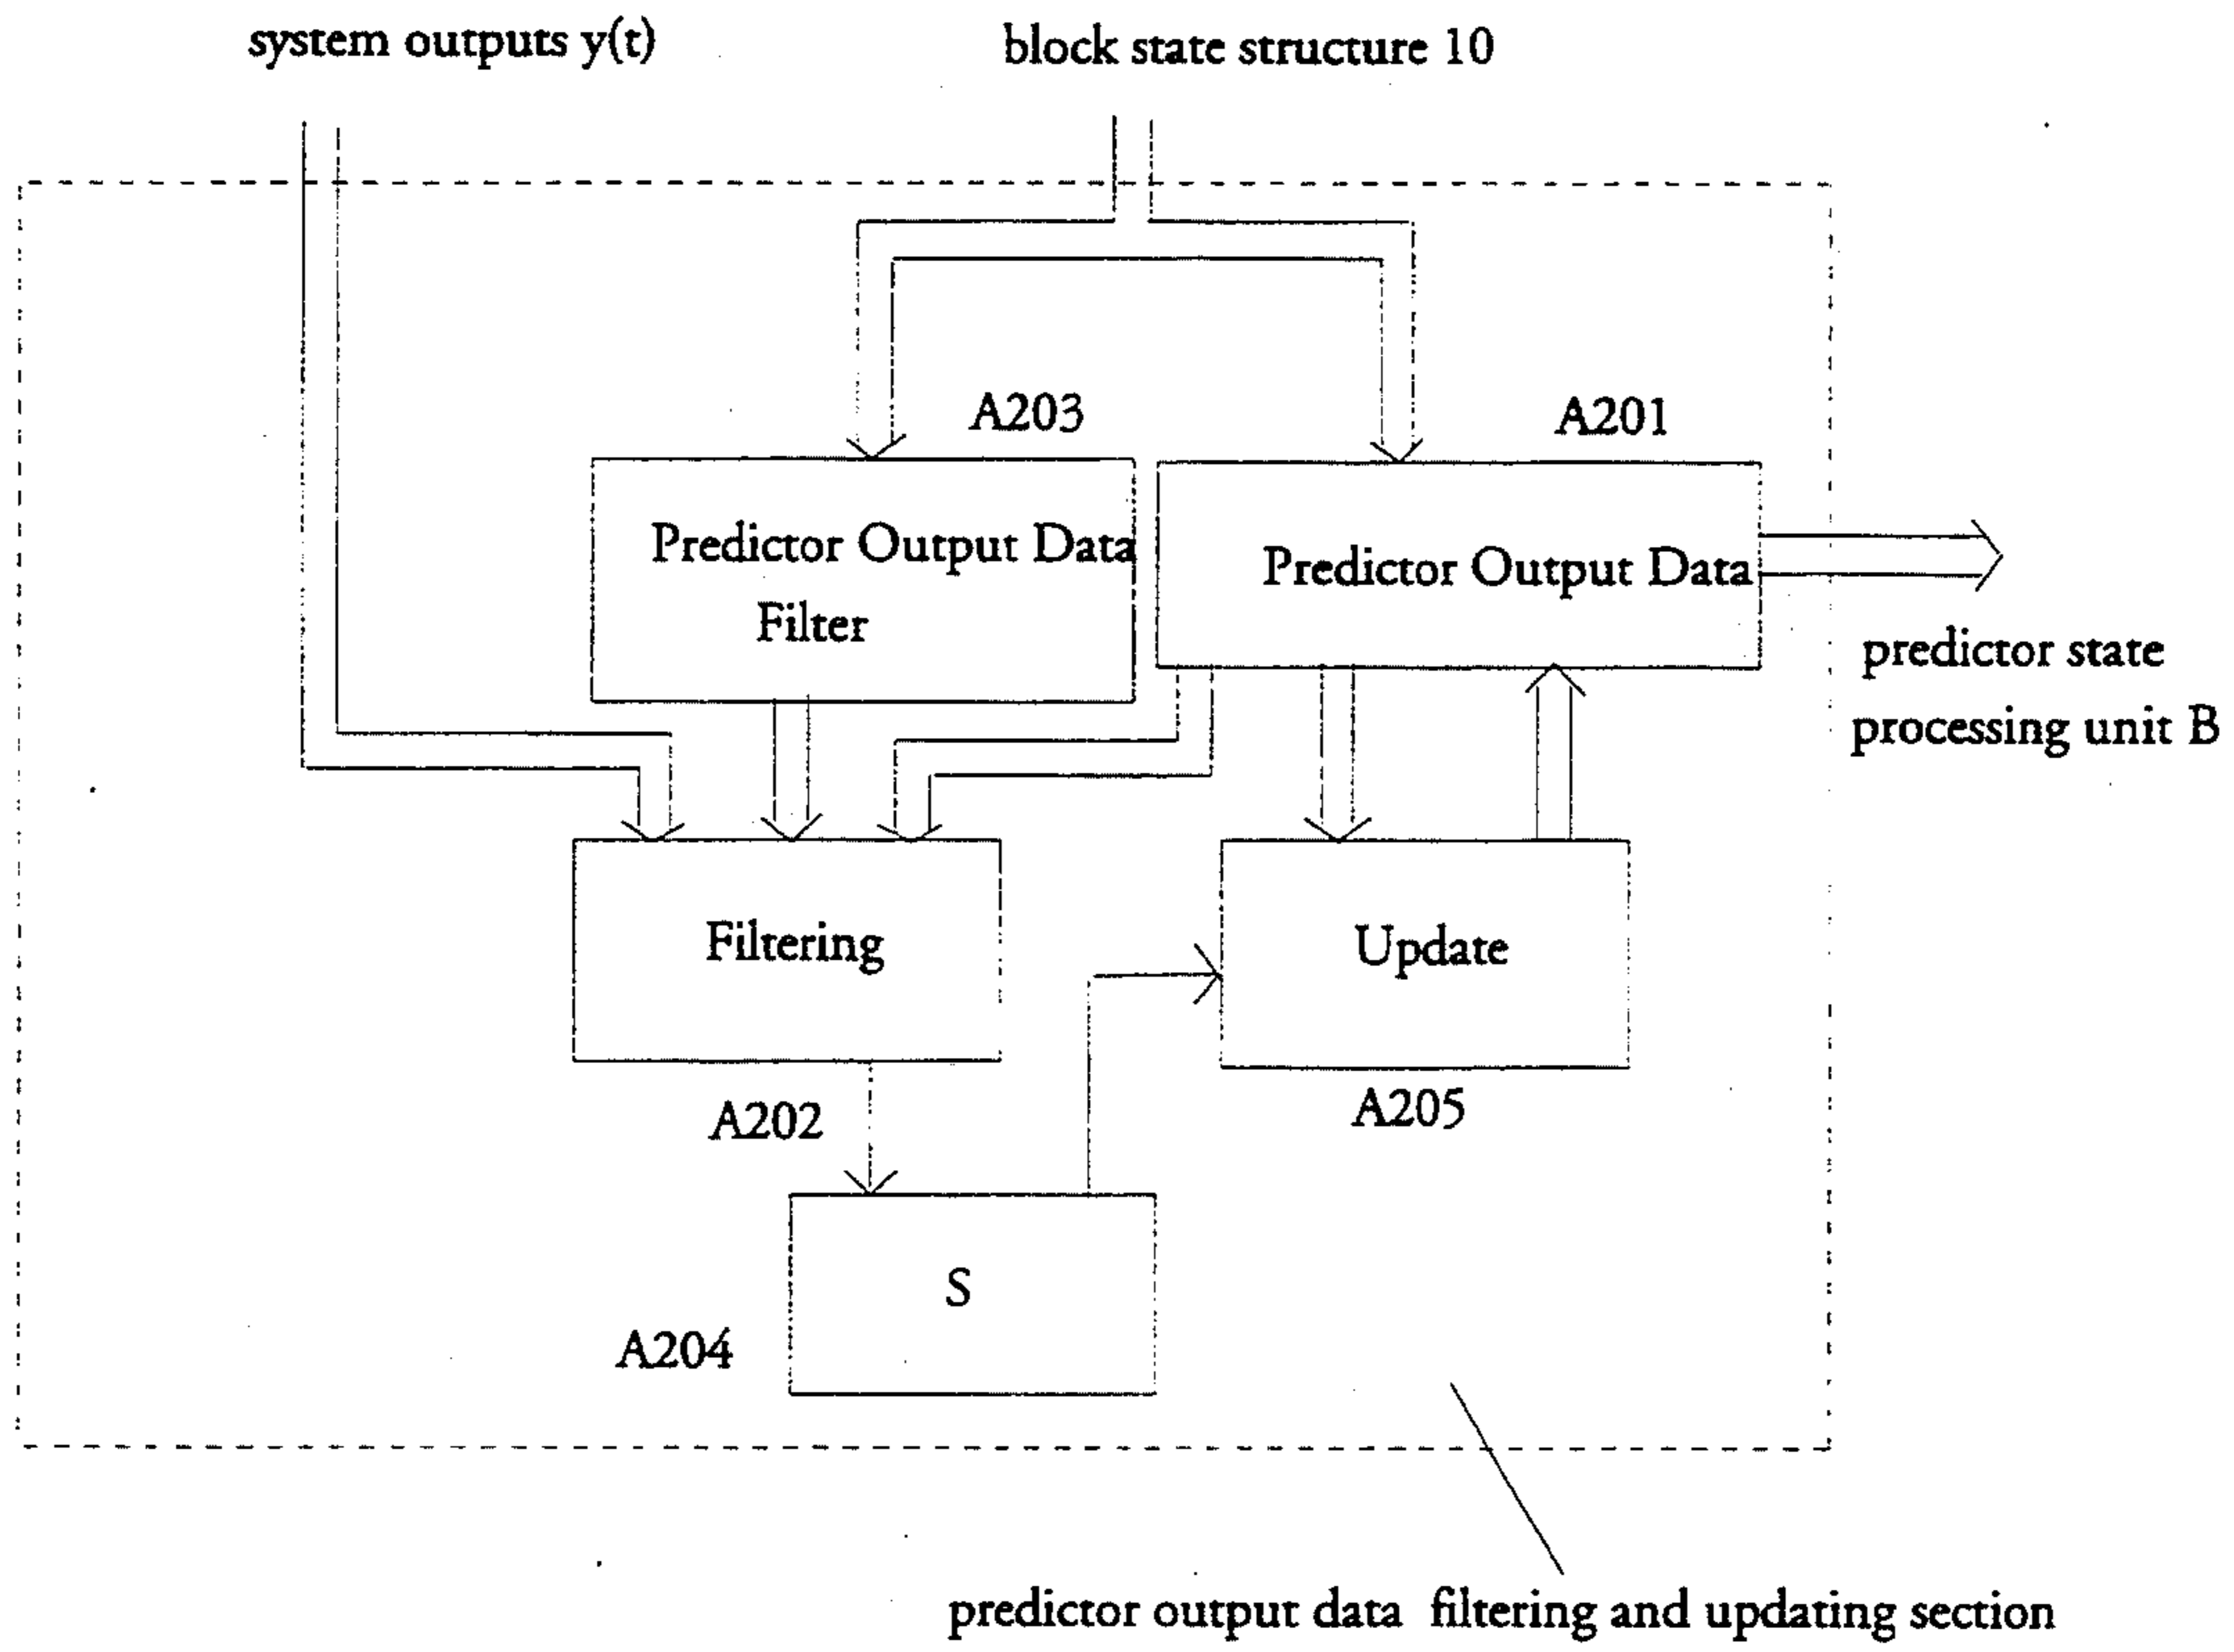 system outputs y(t)
block state structure 10
A203
A201
Predictor Output Data
Filter
Predictor Output Data
predictor state
processing unit B
Filtering
Update
A202
A205
S
A204
predictor output data filtering and updating section